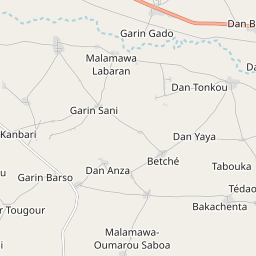 Dan B
Garin Gado
Malamawa
Labaran
Da
Dan Tonkou
Garin Sani
Kanbari
Dan Yaya
Betché
Tabouka
Dan Anza
u
Garin Barso
Tédao
Bakachenta
r Tougour
Malamawa-
Oumarou Saboa
i